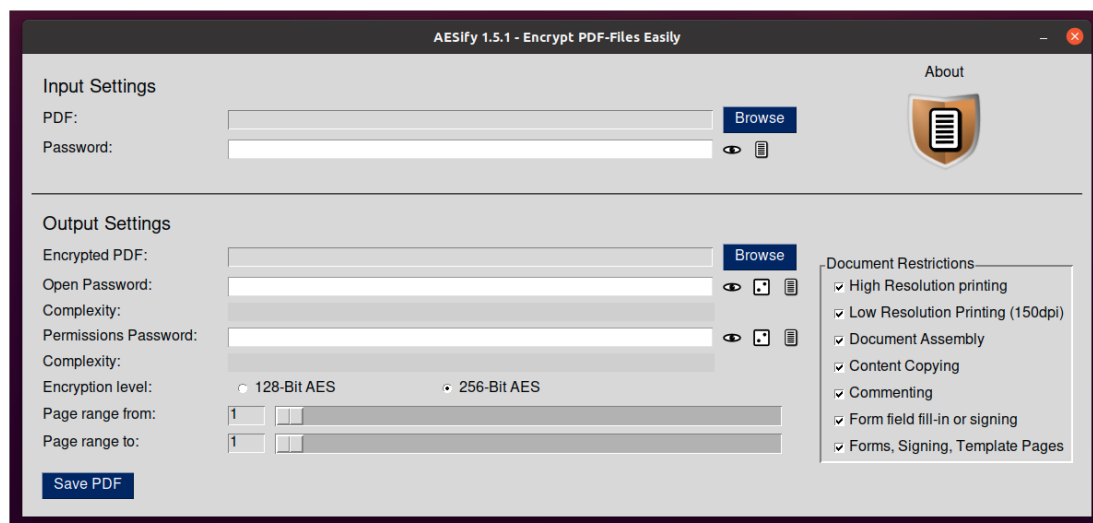 AESify 1.5.1 - Encrypt PDF-Files Easily
About
Input Settings
PDF:
Browse
Password:
Output Settings
Encrypted PDF:
Browse
Open Password:
Complexity:
Permissions Password:
Complexity:
Encryption level:
128-Bit AES
256-Bit AES
Page range from:
1
Page range to:
1
Save PDF
Document Restrictions
High Resolution printing
Low Resolution Printing (150dpi)
Document Assembly
Content Copying
Commenting
Form field fill-in or signing
Forms, Signing, Template Pages